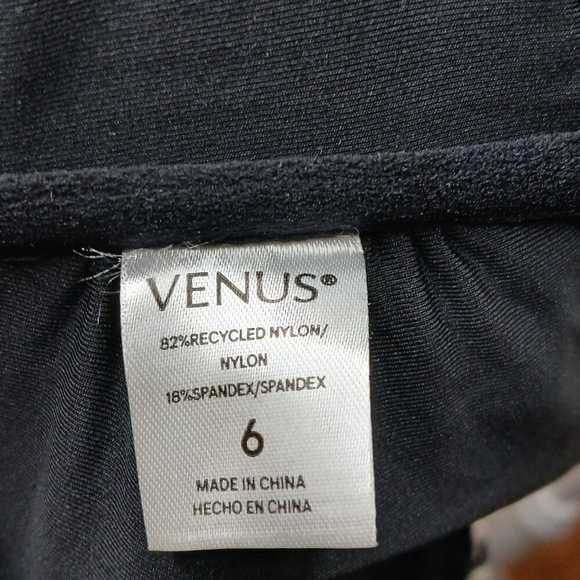 VENUS®
82%RECYCLED NYLON/
NYLON
18%SPANDEX/SPANDEX
6
MADE IN CHINA
HECHO EN CHINA